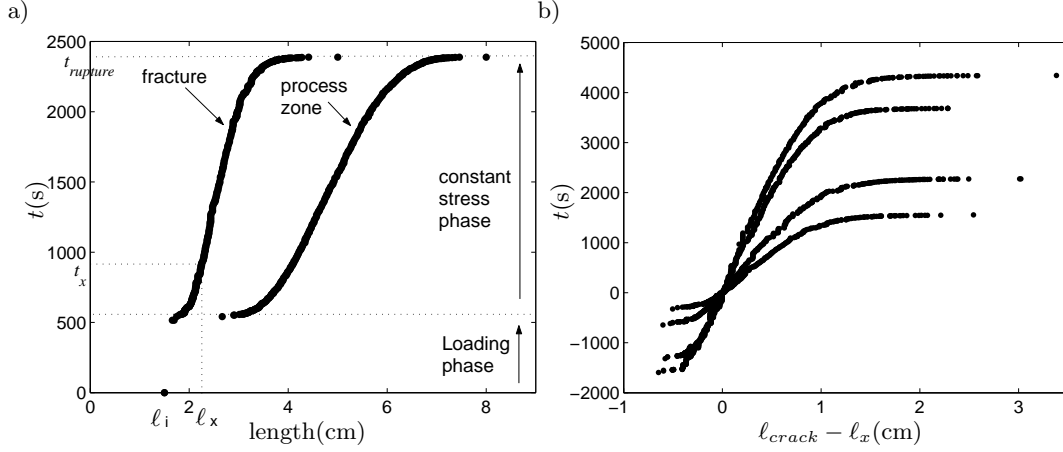 a)
2500
t_rupture
2000
1500
1000
t_x
500
0
t(s)
fracture
process
zone
constant
stress
phase
Loading
phase
0
2
4
6
8
ℓ_i
ℓ_x
length(cm)
b)
5000
4000
3000
2000
1000
0
−1000
−2000
t(s)
−1
0
1
2
3
ℓ_crack − ℓ_x(cm)